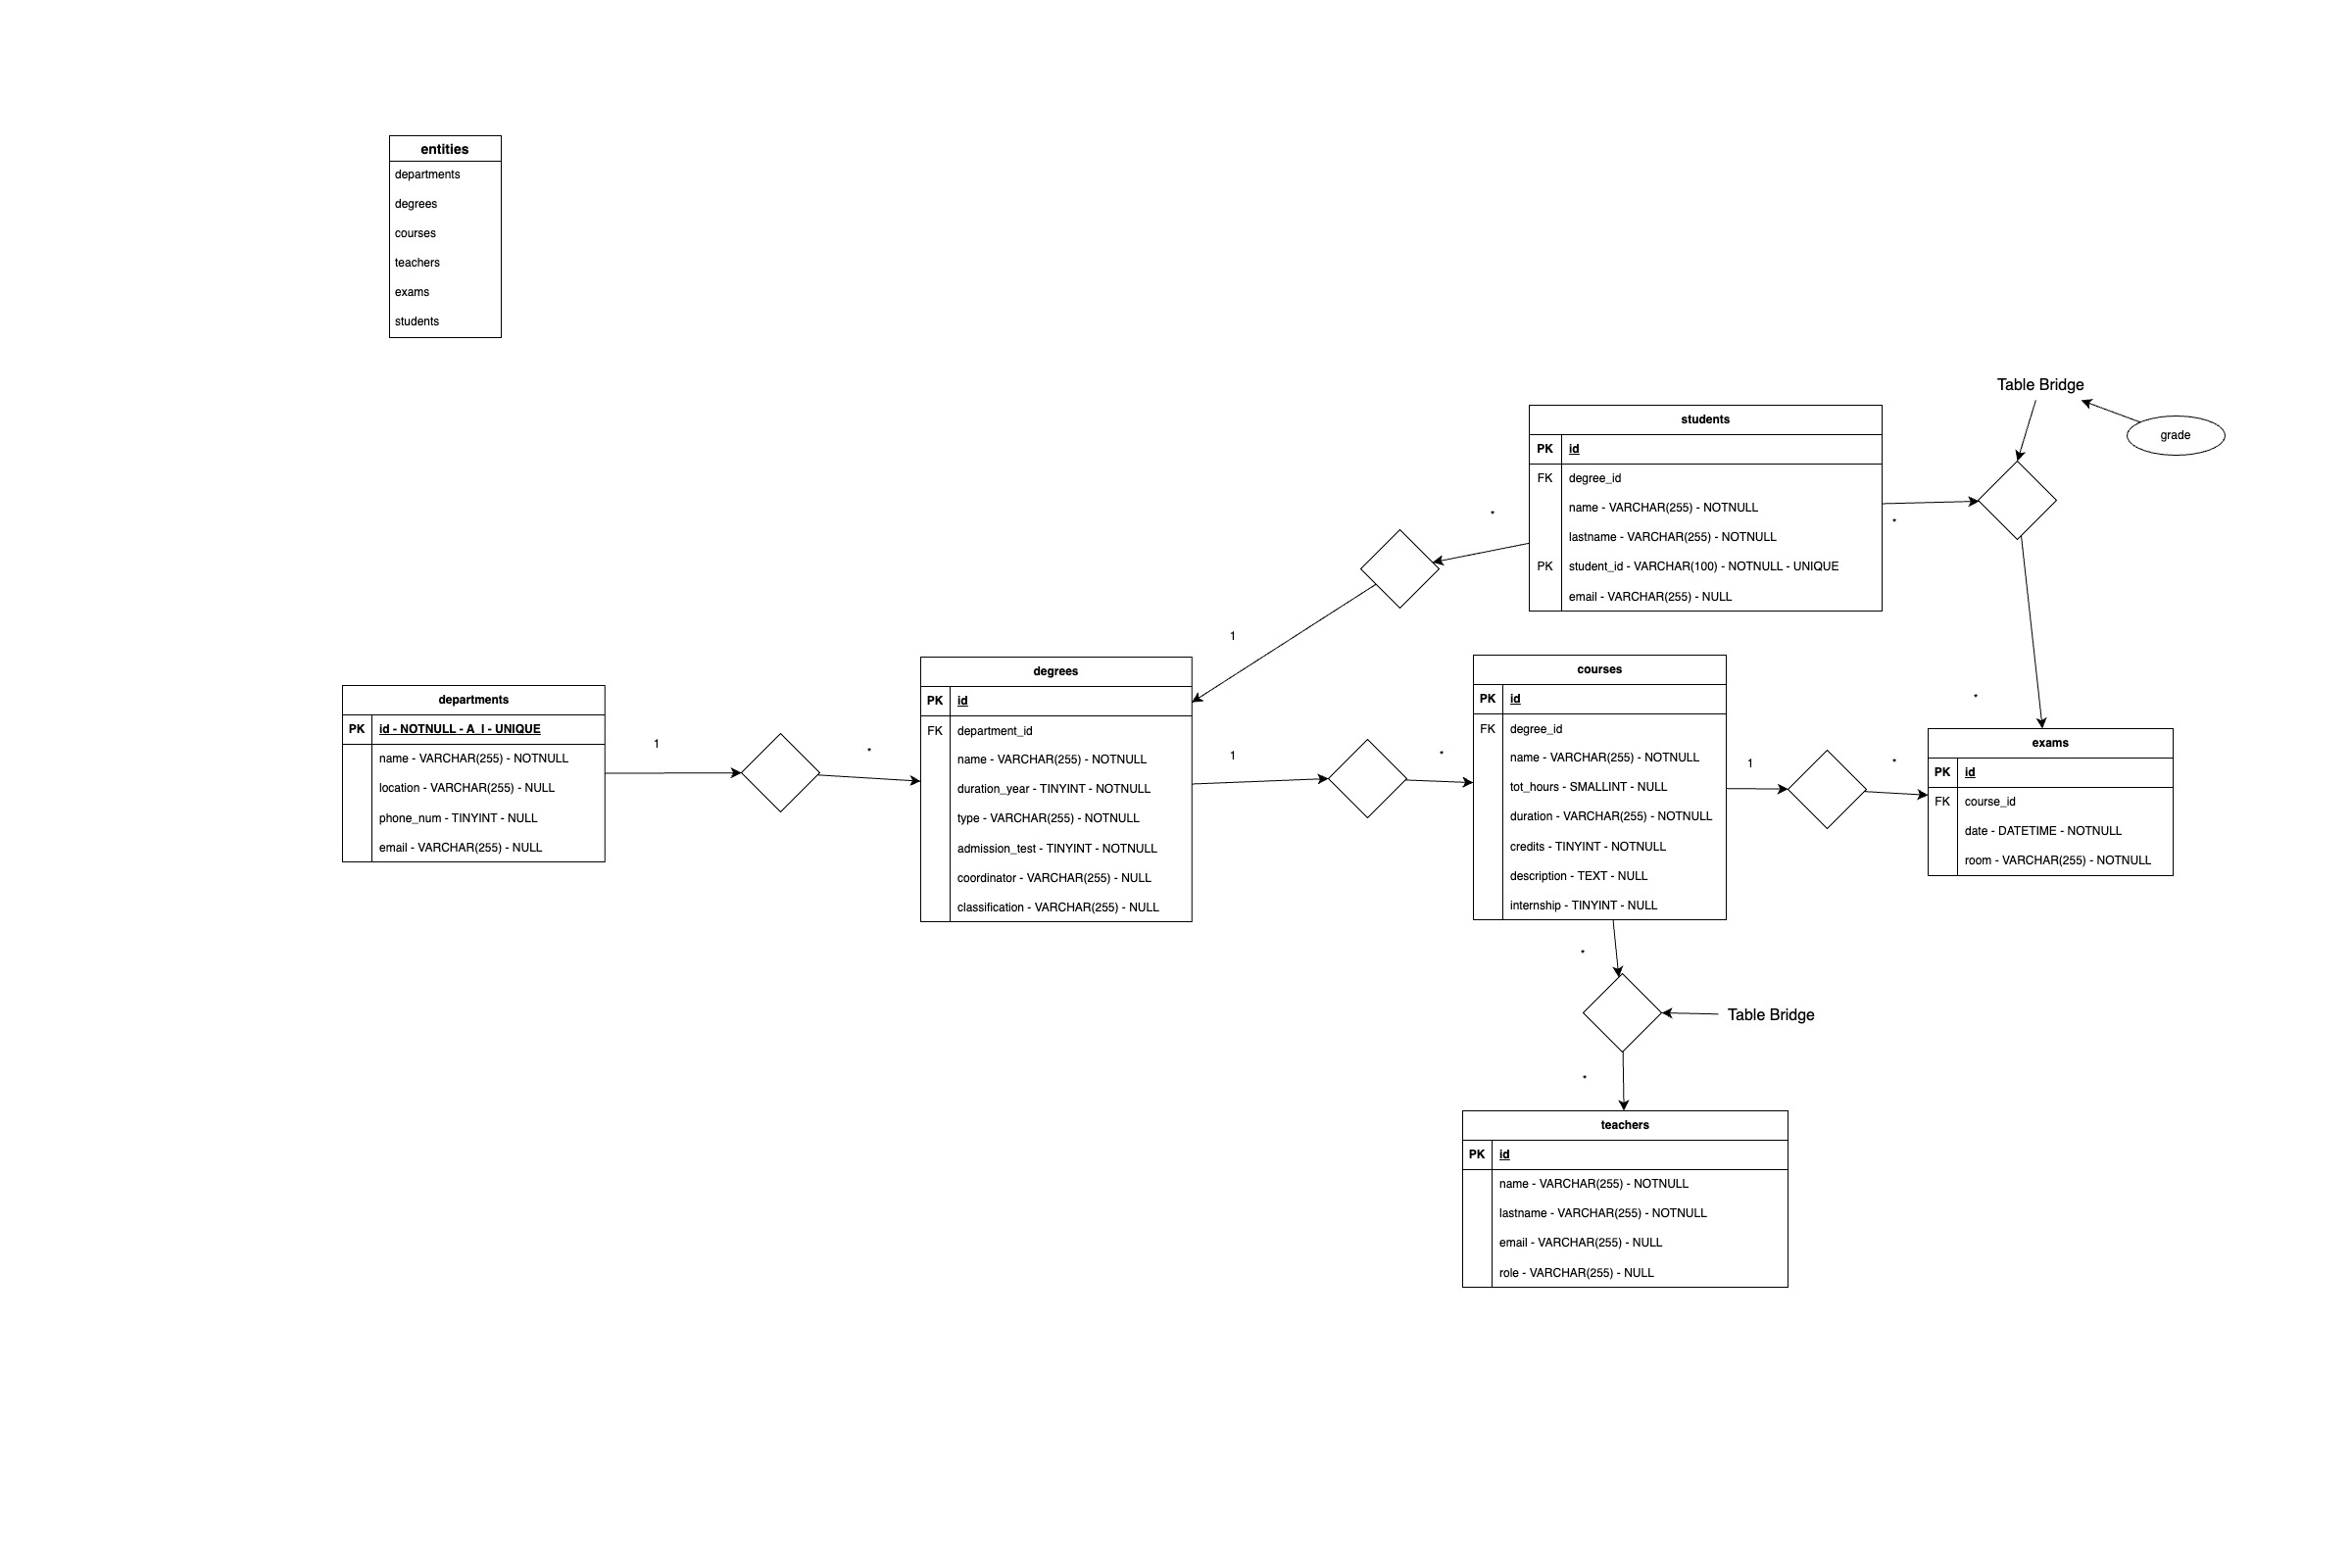 entities
departments
degrees
courses
teachers
exams
students
Table Bridge
grade
students
PK id
FK degree_id
name - VARCHAR(255) - NOTNULL
lastname - VARCHAR(255) - NOTNULL
PK student_id - VARCHAR(100) - NOTNULL - UNIQUE
email - VARCHAR(255) - NULL
*
*
1
*
departments
PK id - NOTNULL - A_I - UNIQUE
name - VARCHAR(255) - NOTNULL
location - VARCHAR(255) - NULL
phone_num - TINYINT - NULL
email - VARCHAR(255) - NULL
1
*
degrees
PK id
FK department_id
name - VARCHAR(255) - NOTNULL
duration_year - TINYINT - NOTNULL
type - VARCHAR(255) - NOTNULL
admission_test - TINYINT - NOTNULL
coordinator - VARCHAR(255) - NULL
classification - VARCHAR(255) - NULL
1
*
courses
PK id
FK degree_id
name - VARCHAR(255) - NOTNULL
tot_hours - SMALLINT - NULL
duration - VARCHAR(255) - NOTNULL
credits - TINYINT - NOTNULL
description - TEXT - NULL
internship - TINYINT - NULL
1
*
exams
PK id
FK course_id
date - DATETIME - NOTNULL
room - VARCHAR(255) - NOTNULL
*
Table Bridge
*
teachers
PK id
name - VARCHAR(255) - NOTNULL
lastname - VARCHAR(255) - NOTNULL
email - VARCHAR(255) - NULL
role - VARCHAR(255) - NULL